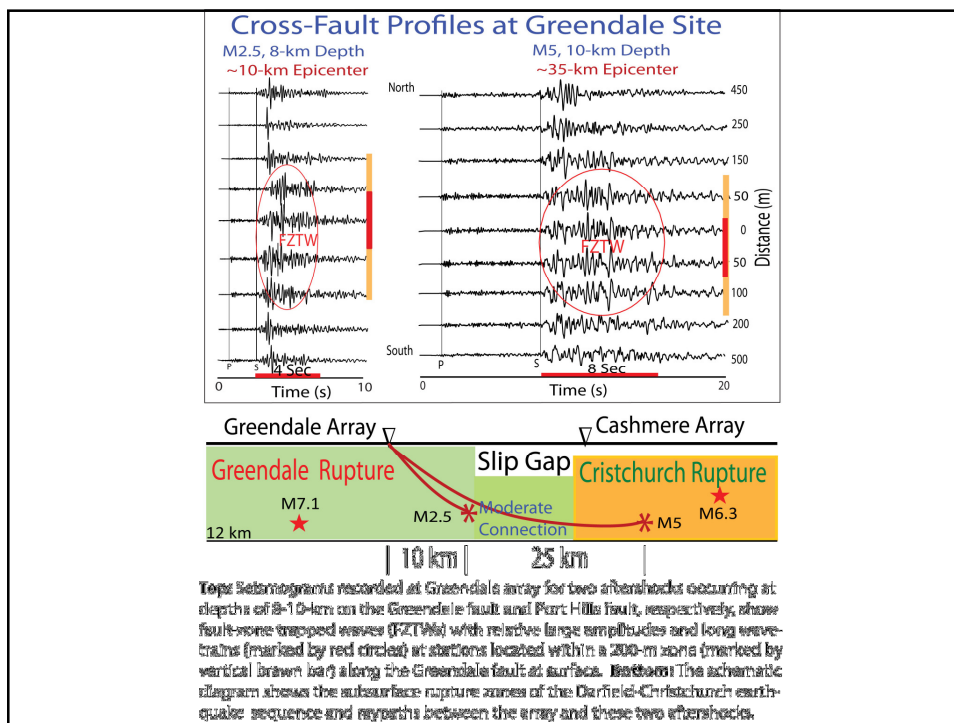 Cross-Fault Profiles at Greendale Site
M2.5, 8-km Depth
~10-km Epicenter
M5, 10-km Depth
~35-km Epicenter
North
450
250
150
50
0
50
100
200
500
Distance (m)
FZTW
FZTW
South
P
S
4 Sec
0
10
Time (s)
P
S
8 Sec
0
20
Time (s)
Greendale Array
Cashmere Array
Greendale Rupture
Slip Gap
Cristchurch Rupture
M7.1
M2.5
Moderate
Connection
M5
M6.3
12 km
10 km
25 km
Top: Seismograms recorded at Greendale array for two aftershocks occurring at
depths of 8-10-km on the Greendale fault and Port Hills fault, respectively, show
fault-zone trapped waves (FZTWs) with relative large amplitudes and long wave-
trains (marked by red circles) at stations located within a 200-m zone (marked by
vertical brawn bar) along the Greendale fault at surface. Bottom: The schematic
diagram shows the subsurface rupture zones of the Darfield-Christchurch earth-
quake sequence and raypaths between the array and these two aftershocks.